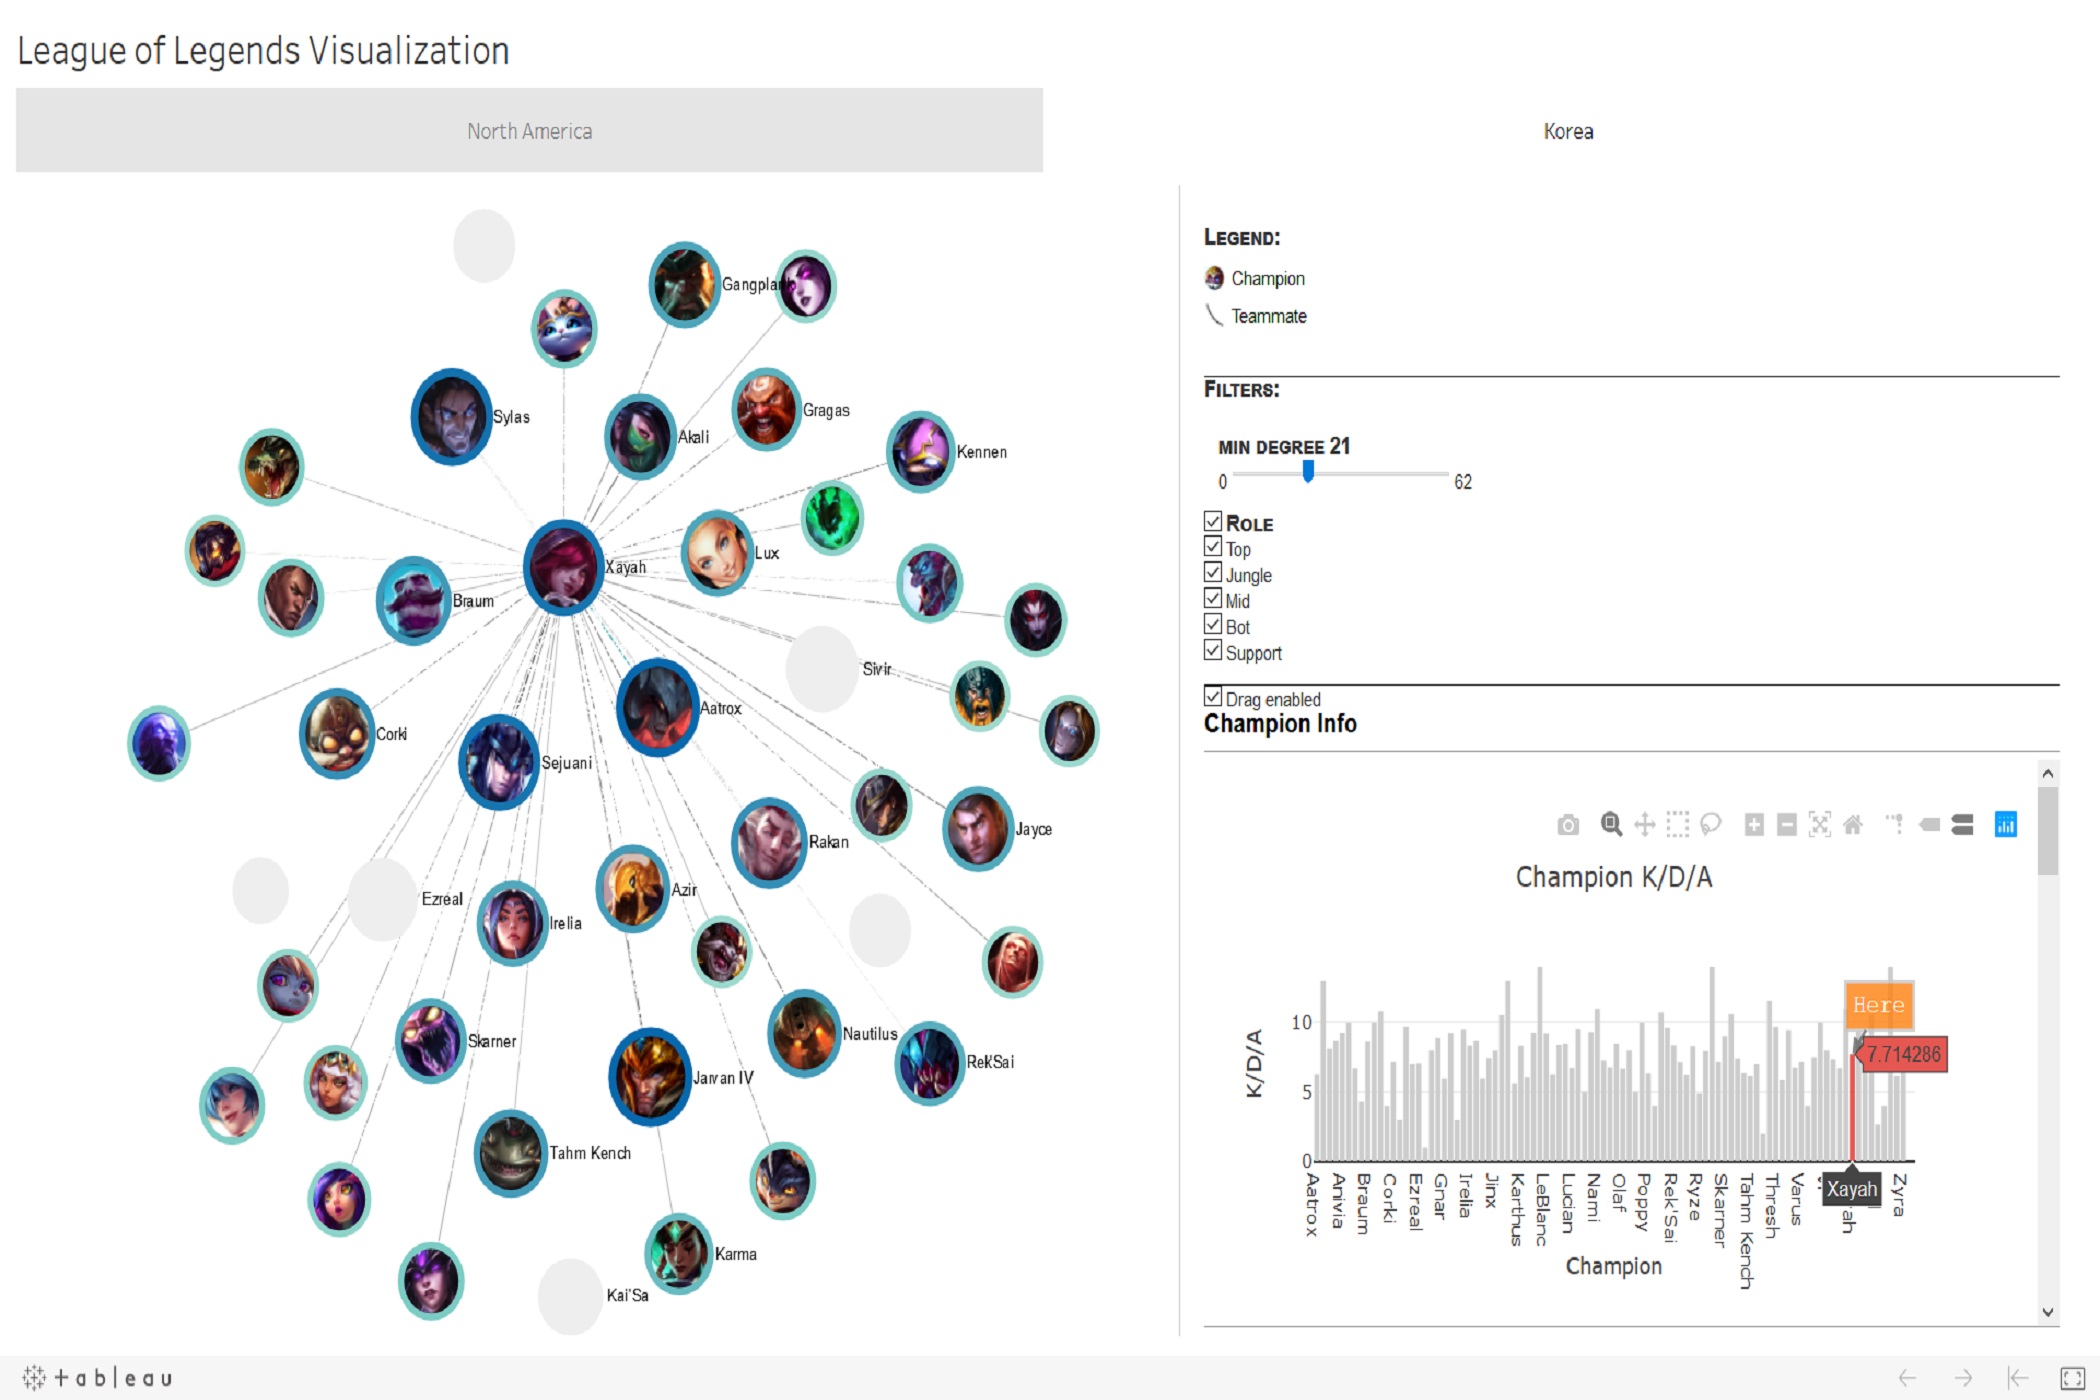 League of Legends Visualization
North America
Korea
Gangplan
Sylas
Akali
Gragas
Kennen
Xayah
Lux
Braum
Sivir
Corki
Aatrox
Sejuani
Jayce
Rakan
Ezreal
Azir
Irelia
Skarner
Nautilus
Rek'Sai
Jarvan IV
Tahm Kench
Karma
Kai'Sa
LEGEND:
Champion
Teammate
FILTERS:
MIN DEGREE 21
0 62
ROLE
Top
Jungle
Mid
Bot
Support
Drag enabled
Champion Info
Champion K/D/A
K/D/A
10
5
0
Here
7.714286
Xayah
Aatrox
Anivia
Braum
Corki
Ezreal
Gnar
Irelia
Jinx
Karthus
LeBlanc
Lucian
Nami
Olaf
Poppy
Rek'Sai
Ryze
Skarner
Tahm Kench
Thresh
Varus
ah
Zyra
Champion
tableau